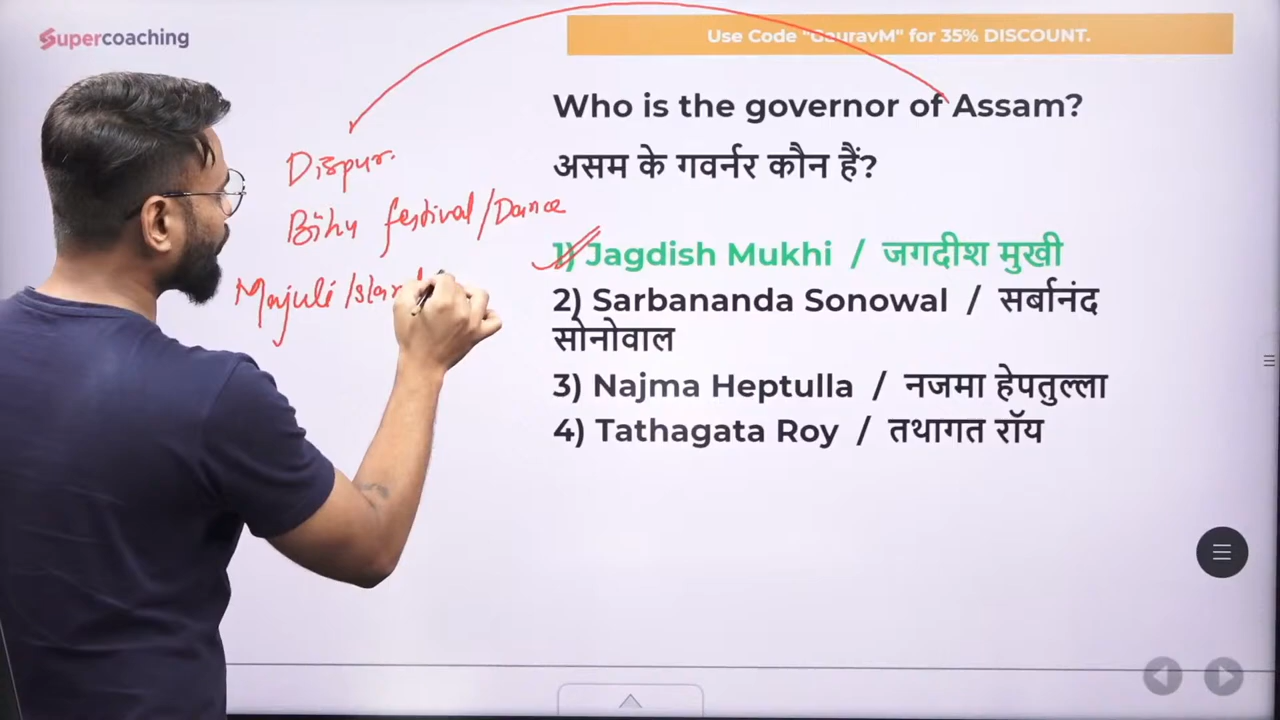 Supercoaching
Use Code "GauravM" for 35% DISCOUNT.
Who is the governor of Assam?
असम के गवर्नर कौन हैं?
Dispur.
Bihu festival/Dance
Majuli
1) Jagdish Mukhi / जगदीश मुखी
2) Sarbananda Sonowal / सर्बानंद
सोनोवाल
3) Najma Heptulla / नजमा हेपतुल्ला
4) Tathagata Roy / तथागत रॉय